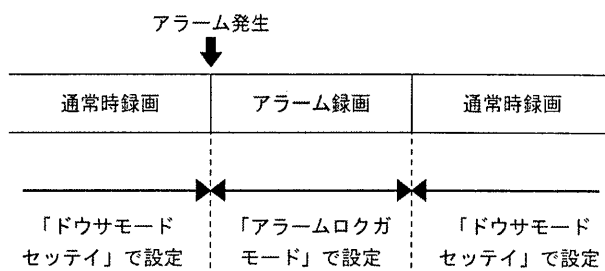 アラーム発生
通常時録画 アラーム録画 通常時録画
「ドウサモード 「アラームロクガ 「ドウサモード
セッテイ」で設定 モード」で設定 セッテイ」で設定